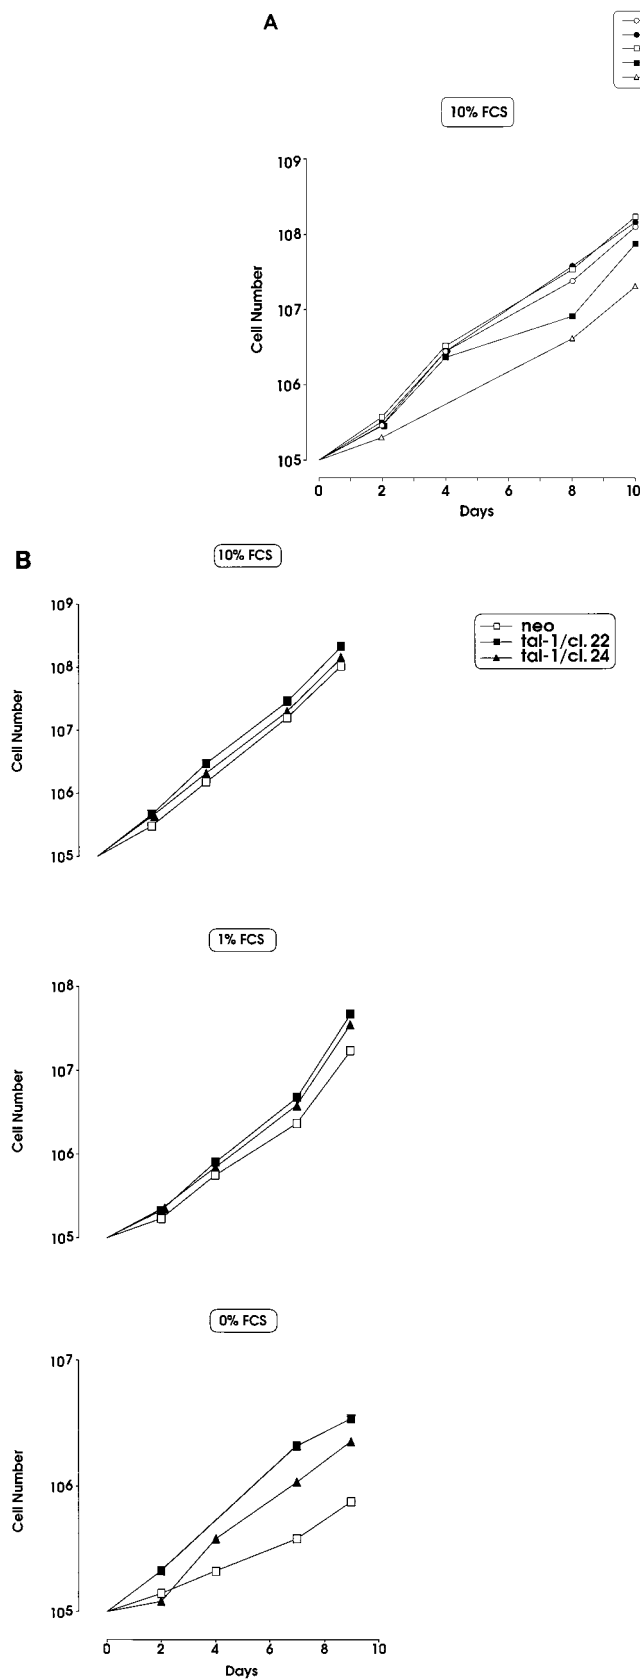 A
10% FCS
10⁹
10⁸
10⁷
10⁶
10⁵
Cell Number
0 2 4 6 8 10
Days
B
10% FCS
10⁹
10⁸
10⁷
10⁶
10⁵
Cell Number
neo
tal-1/cl.22
tal-1/cl.24
1% FCS
10⁸
10⁷
10⁶
10⁵
Cell Number
0% FCS
10⁷
10⁶
10⁵
Cell Number
0 2 4 6 8 10
Days